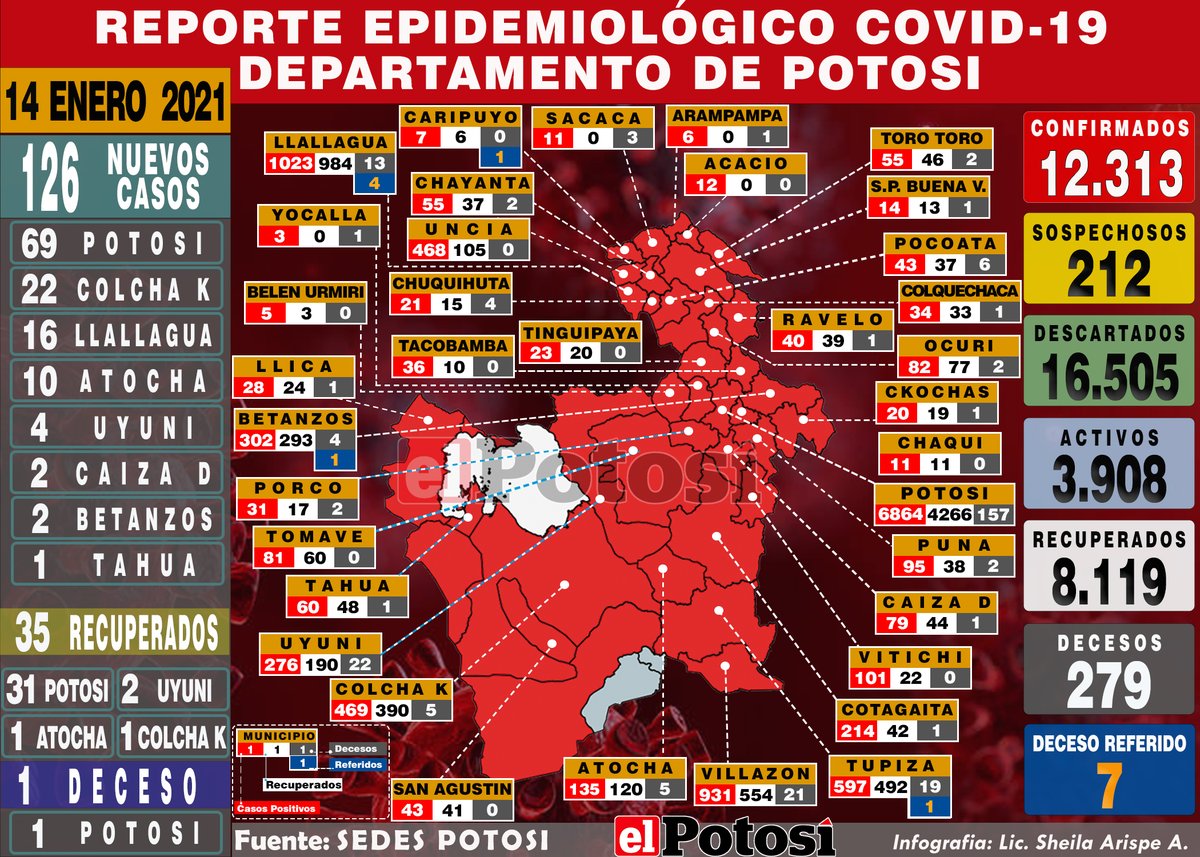 REPORTE EPIDEMIOLÓGICO COVID-19
DEPARTAMENTO DE POTOSI
14 ENERO 2021
126 NUEVOS CASOS
69 POTOSI
22 COLCHA K
16 LLALLAGUA
10 ATOCHA
4 UYUNI
2 CAIZA D
2 BETANZOS
1 TAHUA
35 RECUPERADOS
31 POTOSI
2 UYUNI
1 ATOCHA
1 COLCHA K
1 DECESO
1 POTOSI
LLALLAGUA
1023 984 13
4
CARIPUYO
7 6 0
1
SACACA
11 0 3
ARAMPAMPA
6 0 1
ACACIO
12 0 0
TORO TORO
55 46 2
S.P. BUENA V.
14 13 1
CHAYANTA
55 37 2
YOCALLA
3 0 1
UNCIA
468 105 0
POCOATA
43 37 6
CHUQUIHUTA
21 15 4
COLQUECHACA
34 33 1
BELEN URMIRI
5 3 0
TINGUIPAYA
23 20 0
RAVELO
40 39 1
TACOBAMBA
36 10 0
OCURI
82 77 2
LLICA
28 24 1
CKOCHAS
20 19 1
BETANZOS
302 293 4
1
CHAQUI
11 11 0
PORCO
31 17 2
POTOSI
6864 4266 157
TOMAVE
81 60 0
PUNA
95 38 2
TAHUA
60 48 1
CAIZA D
79 44 1
UYUNI
276 190 22
VITICHI
101 22 0
COLCHA K
469 390 5
COTAGAITA
214 42 1
SAN AGUSTIN
43 41 0
ATOCHA
135 120 5
VILLAZON
931 554 21
TUPIZA
597 492 19
1
el Potosí
MUNICIPIO
1 1 1
1
Decesos
Referidos
Recuperados
Casos Positivos
CONFIRMADOS
12.313
SOSPECHOSOS
212
DESCARTADOS
16.505
ACTIVOS
3.908
RECUPERADOS
8.119
DECESOS
279
DECESO REFERIDO
7
Fuente: SEDES POTOSI
el Potosí
Infografia: Lic. Sheila Arispe A.